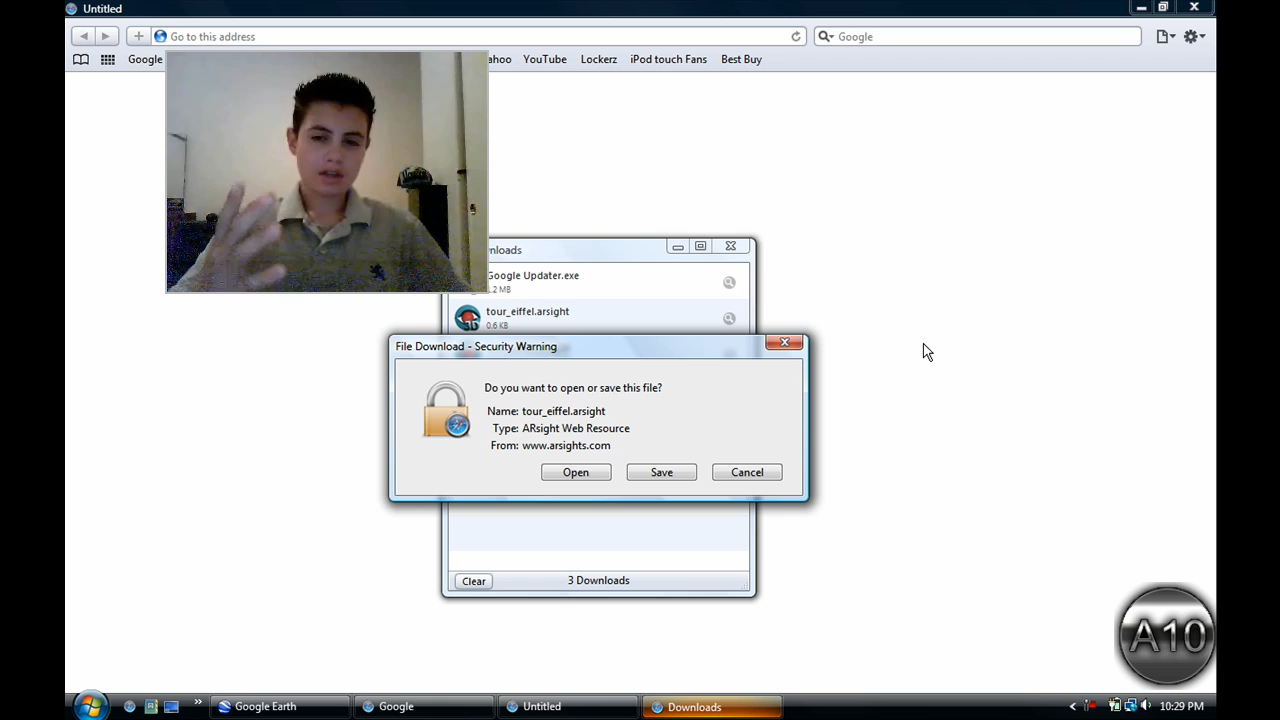 Untitled
Go to this address
Google
Google
ahoo
YouTube
Lockerz
iPod touch Fans
Best Buy
nloads
Google Updater.exe
.2 MB
tour_eiffel.arsight
0.6 KB
File Download - Security Warning
Do you want to open or save this file?
Name: tour_eiffel.arsight
Type: ARsight Web Resource
From: www.arsights.com
Open
Save
Cancel
Clear
3 Downloads
A10
Google Earth
Google
Untitled
Downloads
10:29 PM